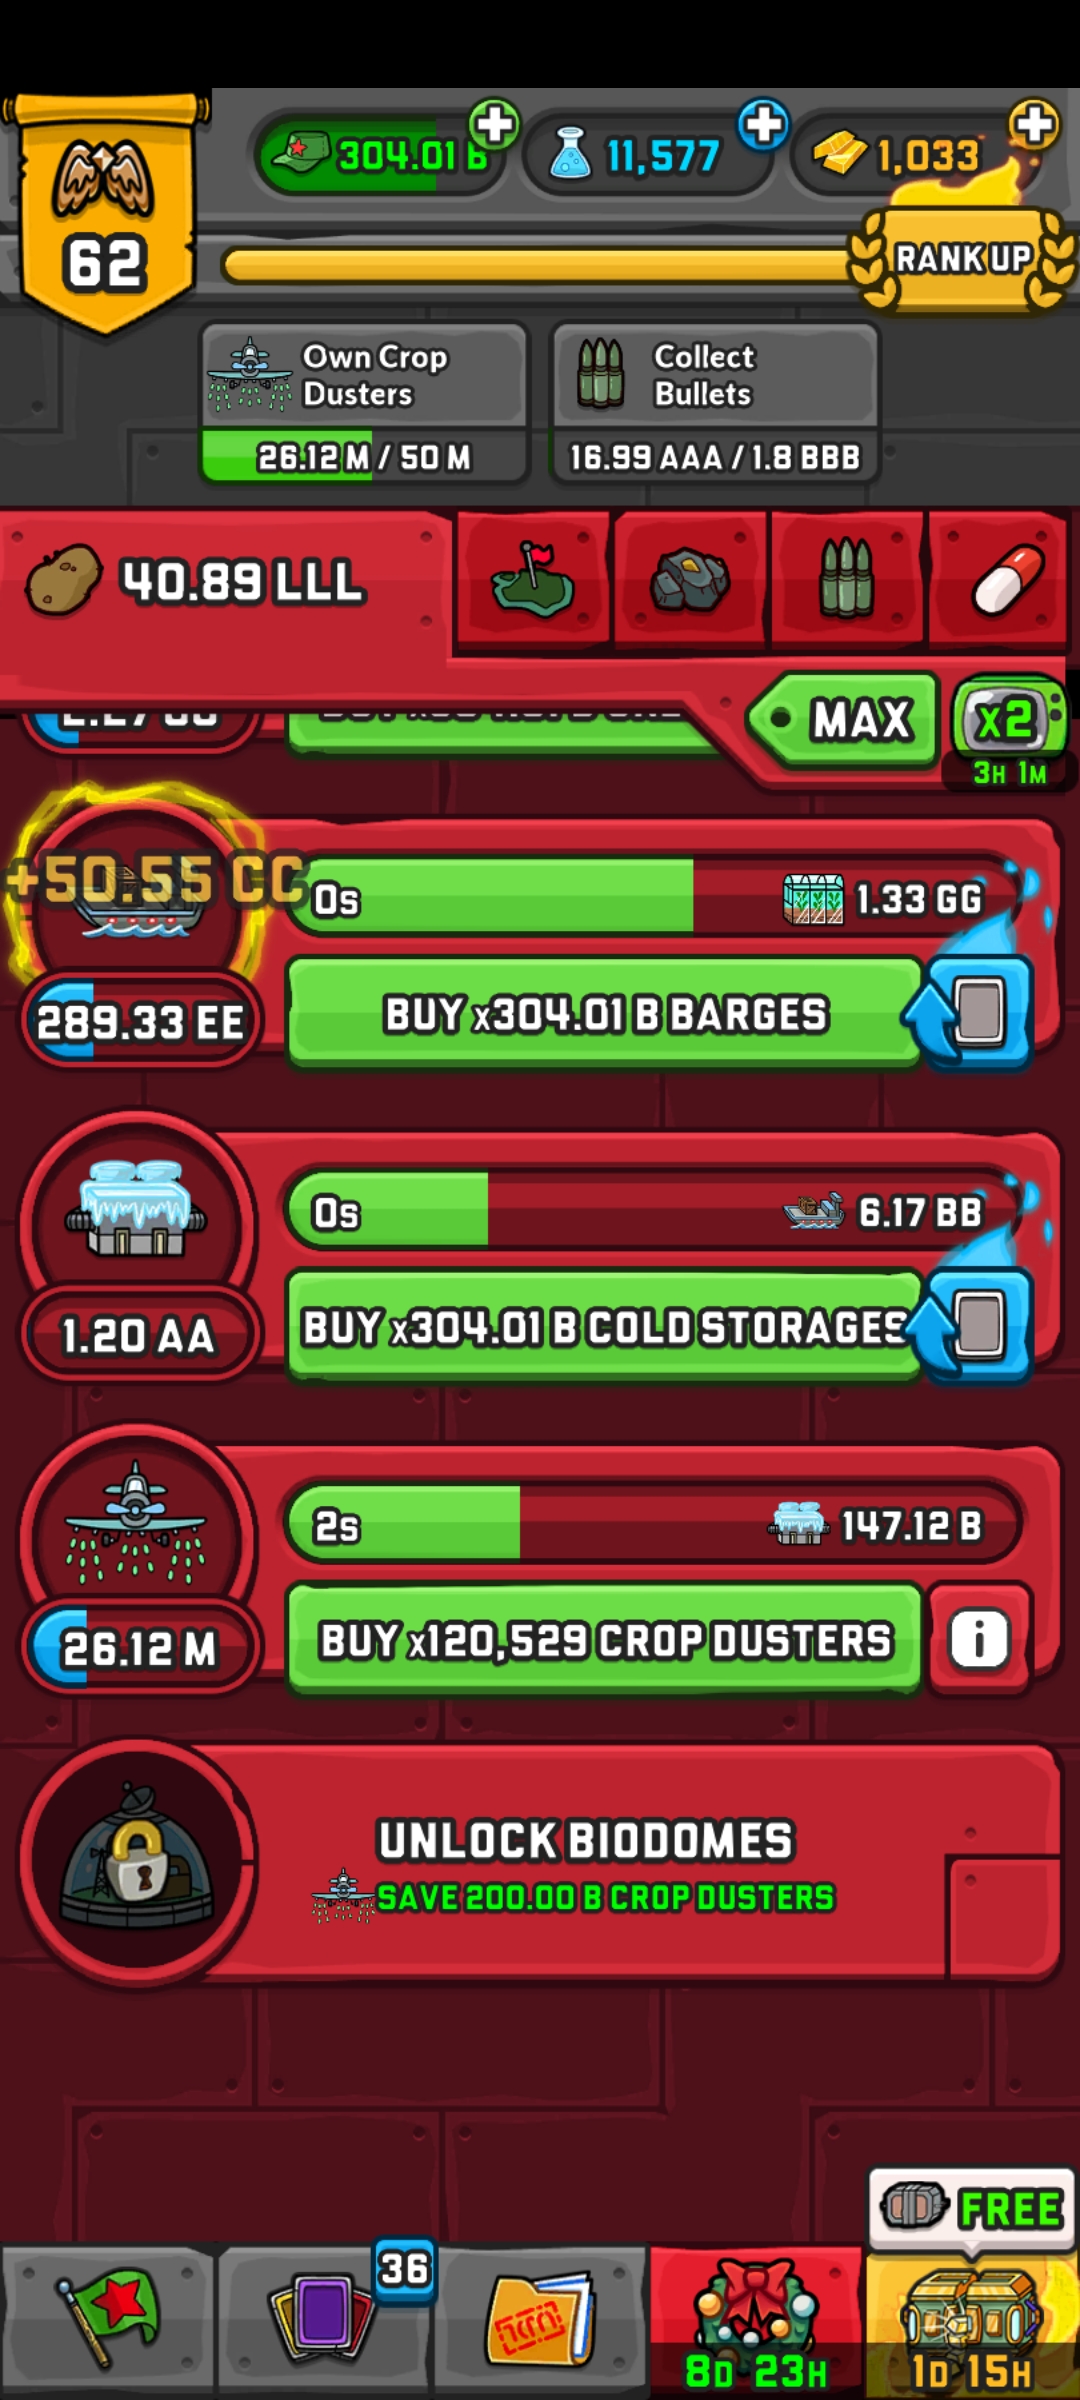 304.01 B
11,577
1,033
62
RANK UP
Own Crop
Dusters
26.12 M / 50 M
Collect
Bullets
16.99 AAA / 1.8 BBB
40.89 LLL
MAX
x2
3H 1M
+50.55 CC
0s
1.33 GG
289.33 EE
BUY x304.01 B BARGES
0s
6.17 BB
1.20 AA
BUY x304.01 B COLD STORAGES
2s
147.12 B
26.12 M
BUY x120,529 CROP DUSTERS
i
UNLOCK BIODOMES
SAVE 200.00 B CROP DUSTERS
FREE
36
8D 23H
1D 15H